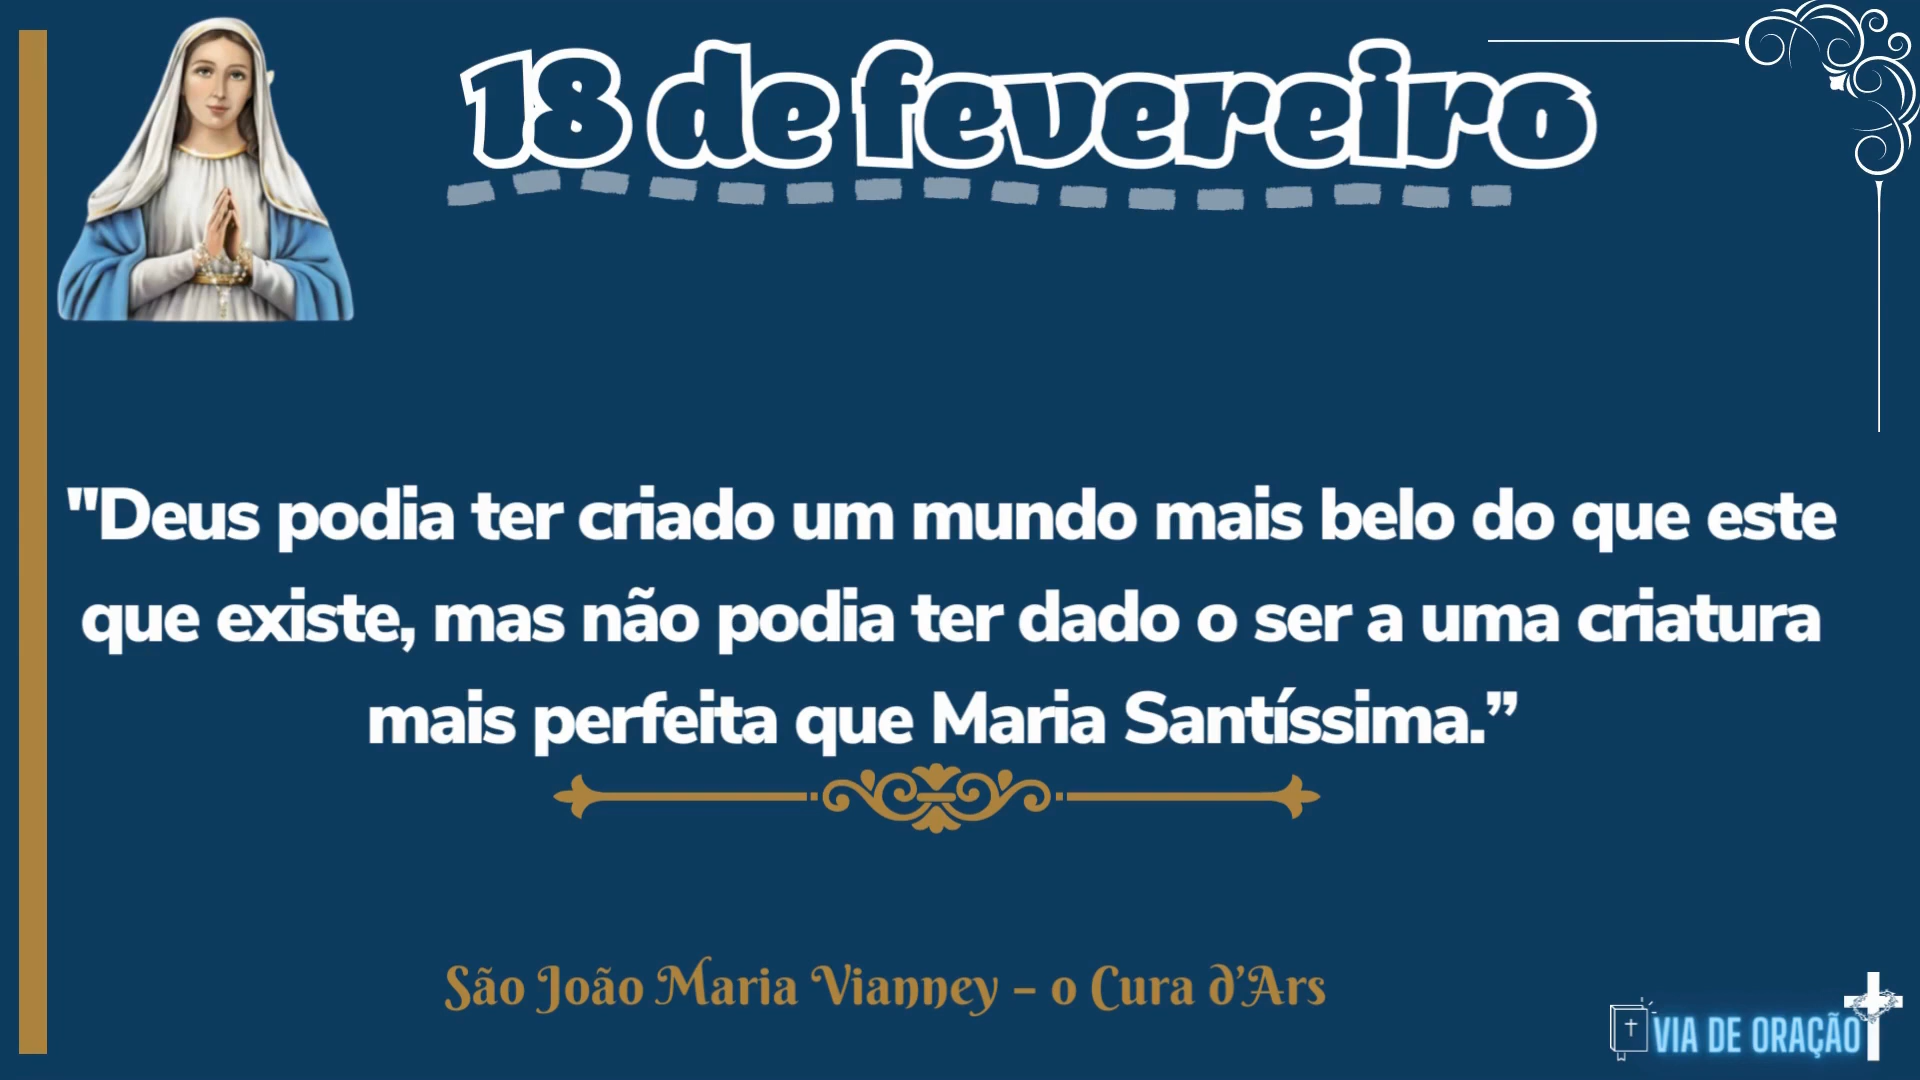 18 de fevereiro
"Deus podia ter criado um mundo mais belo do que este
que existe, mas não podia ter dado o ser a uma criatura
mais perfeita que Maria Santíssima.”
São João Maria Vianney – o Cura d’Ars
VIA DE ORAÇÃO